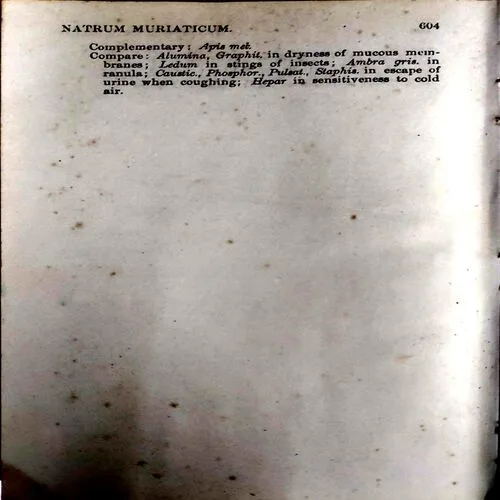 NATRUM MURIATICUM. 604
Complementary: Apis mel.
Compare: Alumina, Graphit. in dryness of mucous mem-
branes; Ledum in stings of insects; Ambra gris. in
ranula; Caustic., Phosphor., Pulsat., Staphis. in escape of
urine when coughing; Hepar in sensitiveness to cold
air.